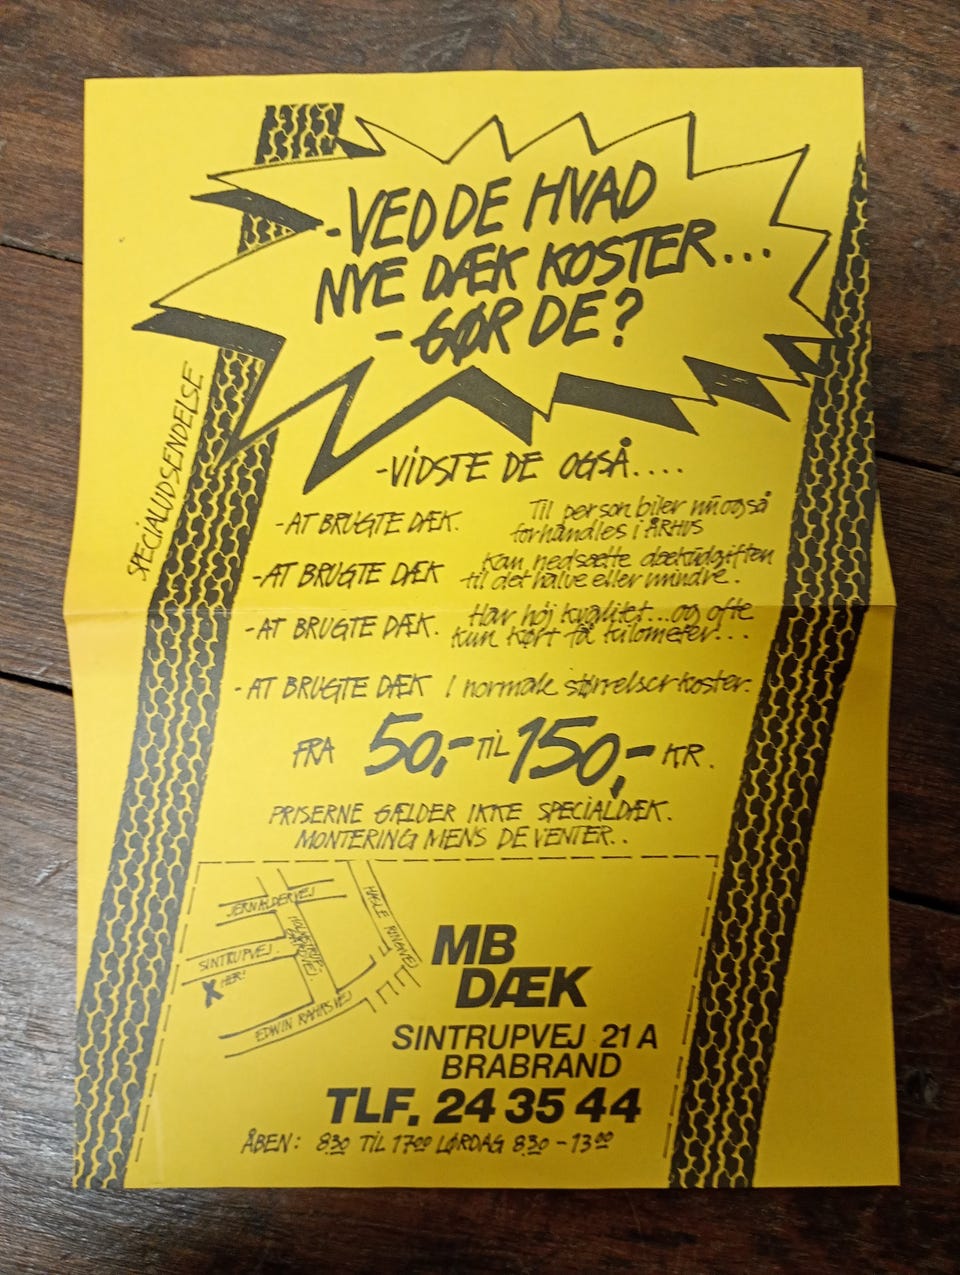 -VED DE HVAD
NYE DÆK KOSTER...
- GØR DE?
SPECIALUDSENDELSE
-VIDSTE DE OGSÅ....
-AT BRUGTE DÆK. Til person biler nu også
forhandles i ÅRHUS
-AT BRUGTE DÆK Kan nedsætte dækudgiften
til det halve eller mindre.
-AT BRUGTE DÆK. Har høj kvalitet...og ofte
kun kørt få kilometer...
-AT BRUGTE DÆK I normale størrelser koster.
FRA 50,- TIL 150,- KR.
PRISERNE GÆLDER IKKE SPECIALDÆK.
MONTERING MENS DE VENTER..
JERNALDERVEJ
HASLE RINGVEJ
SINTRUPVEJ.
X HER!
EDWIN RAHRSVEJ
MB
DÆK
SINTRUPVEJ 21 A
BRABRAND
TLF. 24 35 44
ÅBEN: 8.30 TIL 17.00 LØRDAG 8.30 - 13.00